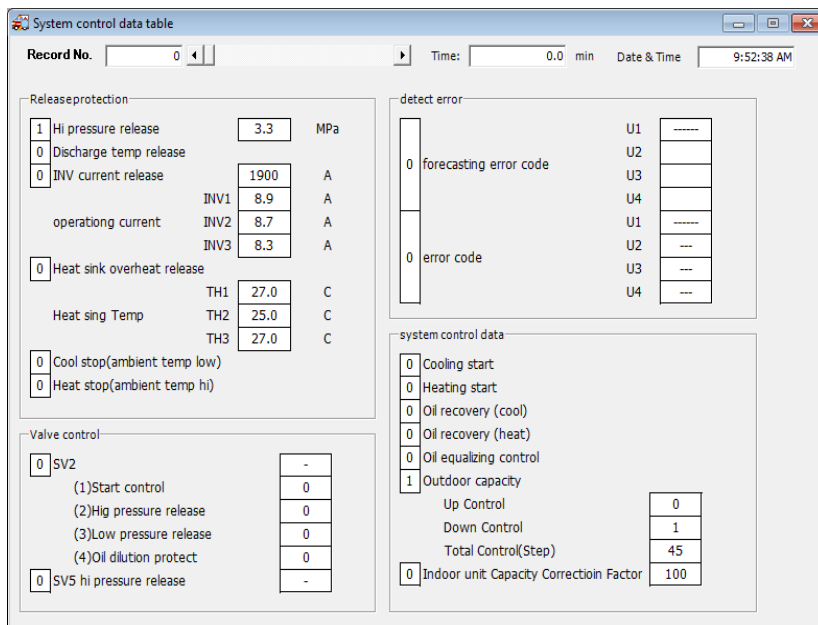 System control data table
Record No. 0 Time: 0.0 min Date & Time 9:52:38 AM
Release protection
1 Hi pressure release 3.3 MPa
0 Discharge temp release
0 INV current release 1900 A
INV1 8.9 A
operationg current INV2 8.7 A
INV3 8.3 A
0 Heat sink overheat release
TH1 27.0 C
Heat sing Temp TH2 25.0 C
TH3 27.0 C
0 Cool stop(ambient temp low)
0 Heat stop(ambient temp hi)
Valve control
0 SV2 -
(1)Start control 0
(2)Hig pressure release 0
(3)Low pressure release 0
(4)Oil dilution protect 0
0 SV5 hi pressure release -
detect error
U1 ------
U2
0 forecasting error code U3
U4
U1 ------
U2 ---
0 error code U3 ---
U4 ---
system control data
0 Cooling start
0 Heating start
0 Oil recovery (cool)
0 Oil recovery (heat)
0 Oil equalizing control
1 Outdoor capacity
Up Control 0
Down Control 1
Total Control(Step) 45
0 Indoor unit Capacity Correctioin Factor 100